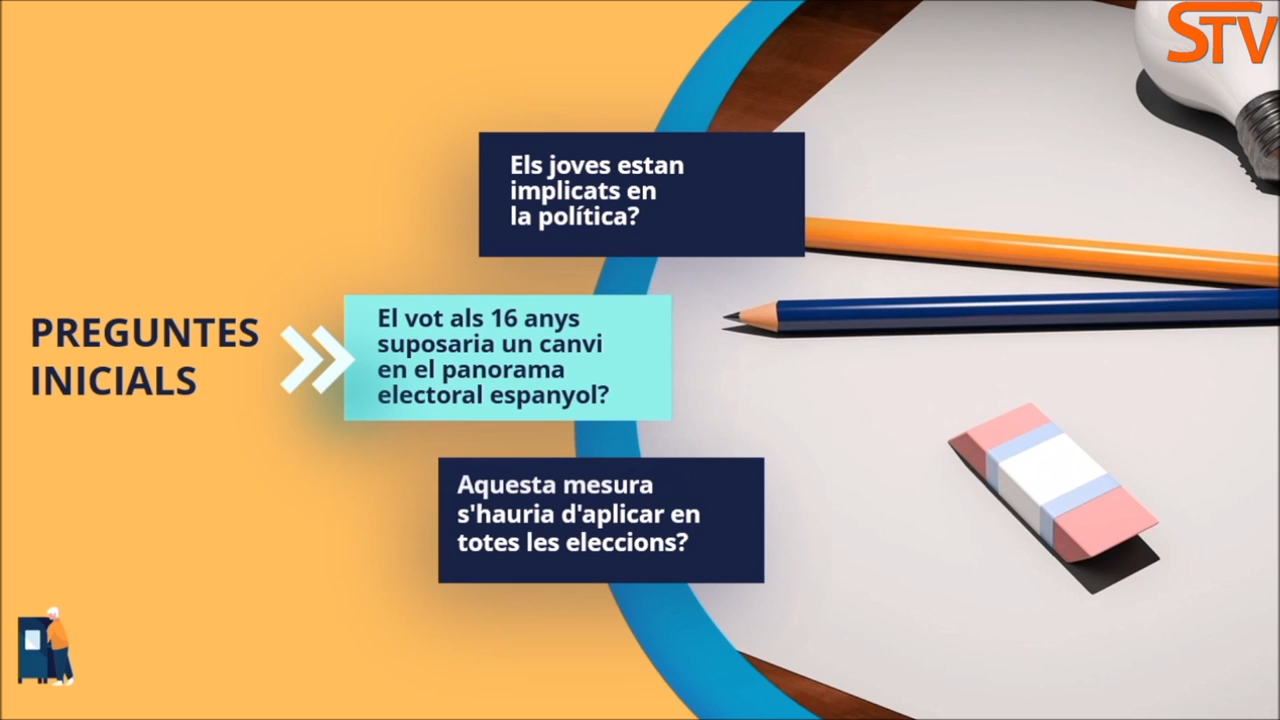 STV
Els joves estan
implicats en
la política?
PREGUNTES
INICIALS
El vot als 16 anys
suposaria un canvi
en el panorama
electoral espanyol?
Aquesta mesura
s'hauria d'aplicar en
totes les eleccions?